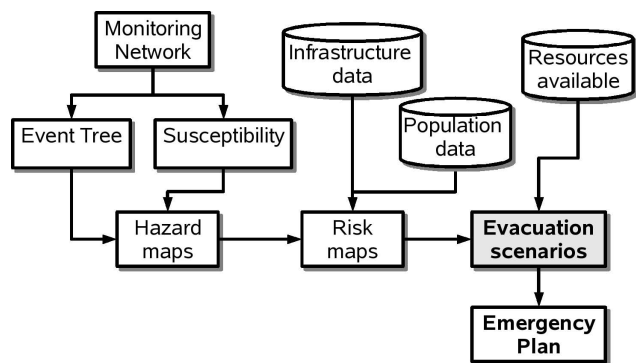 Monitoring
Network
Infrastructure
data
Resources
available
Event Tree
Susceptibility
Population
data
Hazard
maps
Risk
maps
Evacuation
scenarios
Emergency
Plan